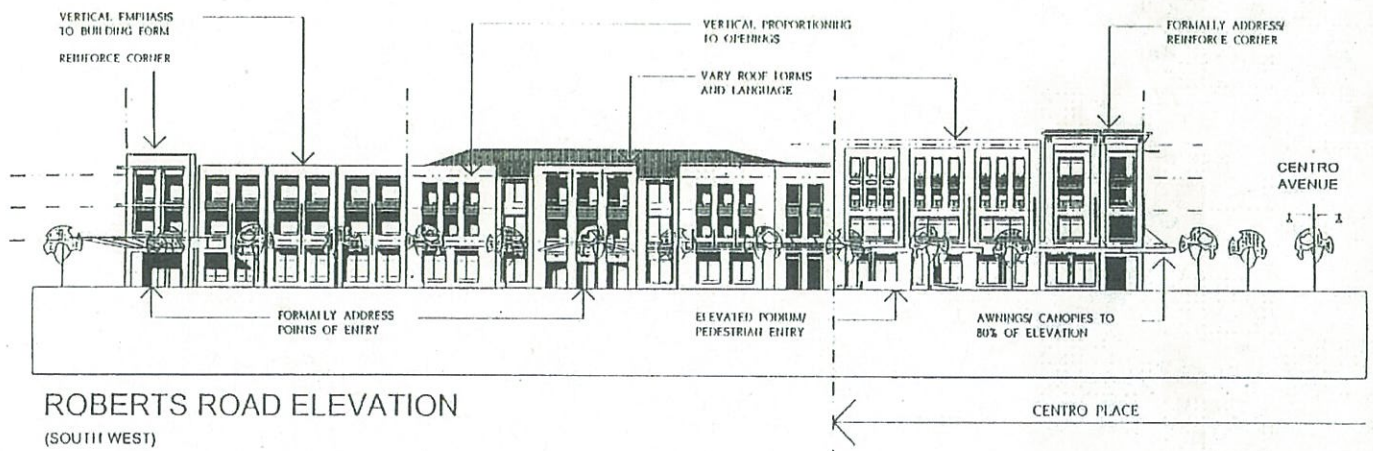 VERTICAL EMPHASIS
TO BUILDING FORM
REINFORCE CORNER
VERTICAL PROPORTIONING
TO OPENINGS
VARY ROOF FORMS
AND LANGUAGE
FORMALLY ADDRESS/
REINFORCE CORNER
CENTRO
AVENUE
FORMALLY ADDRESS
POINTS OF ENTRY
ELEVATED PODIUM/
PEDESTRIAN ENTRY
AWNINGS/ CANOPIES TO
80% OF ELEVATION
ROBERTS ROAD ELEVATION
(SOUTH WEST)
CENTRO PLACE